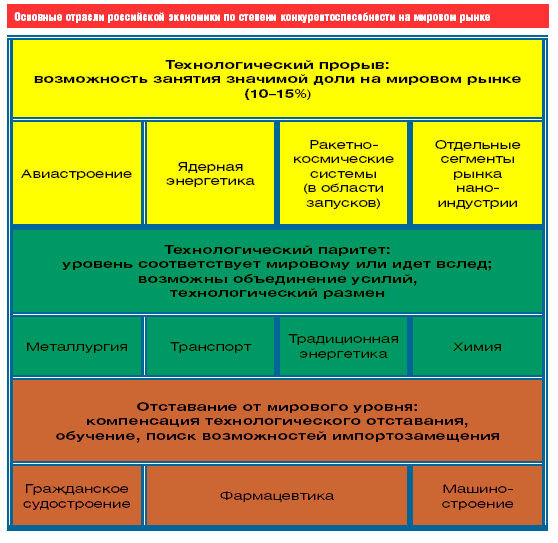 Основные отрасли российской экономики по степени конкурентоспособности на мировом рынке
Технологический прорыв:
возможность занятия значимой доли на мировом рынке
(10–15%)
Авиастроение
Ядерная
энергетика
Ракетно-
космические
системы
(в области
запусков)
Отдельные
сегменты
рынка
нано-
индустрии
Технологический паритет:
уровень соответствует мировому или идет вслед;
возможны объединение усилий,
технологический размен
Металлургия
Транспорт
Традиционная
энергетика
Химия
Отставание от мирового уровня:
компенсация технологического отставания,
обучение, поиск возможностей импортозамещения
Гражданское
судостроение
Фармацевтика
Машино-
строение